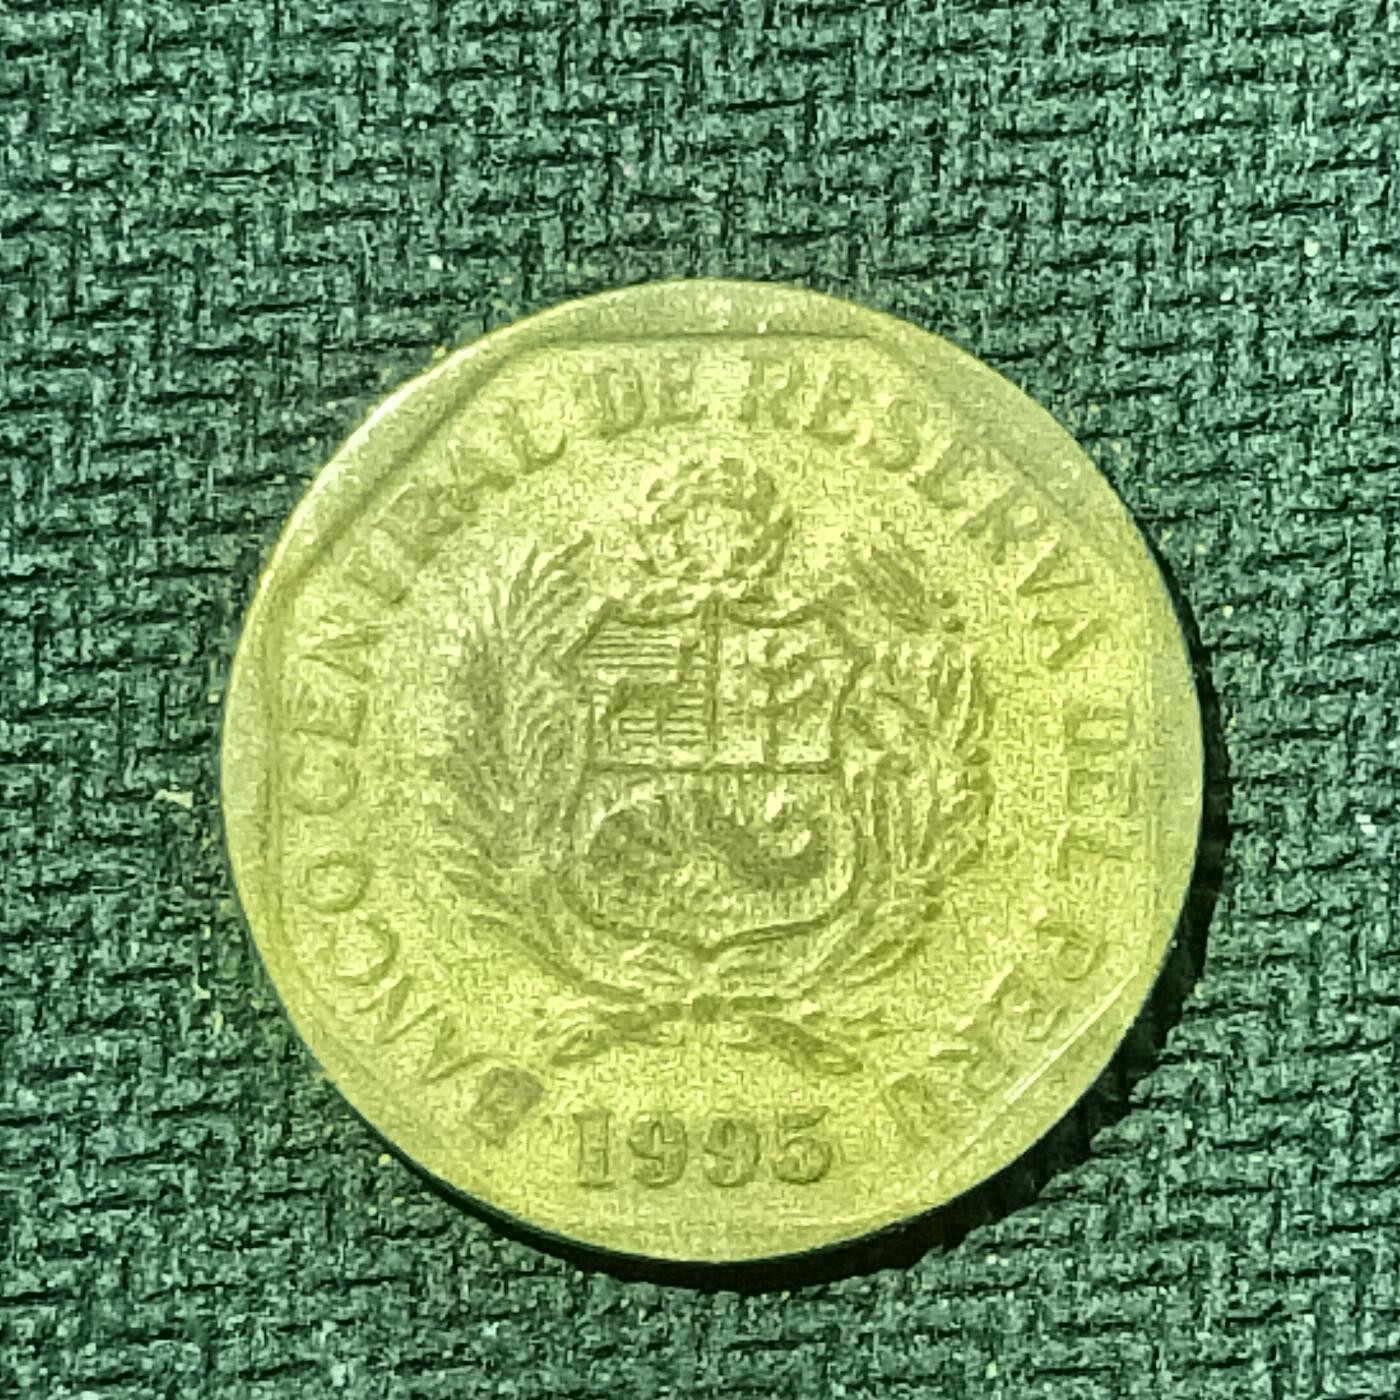 BANCO CENTRAL DE RESERVA DEL PERU
1995